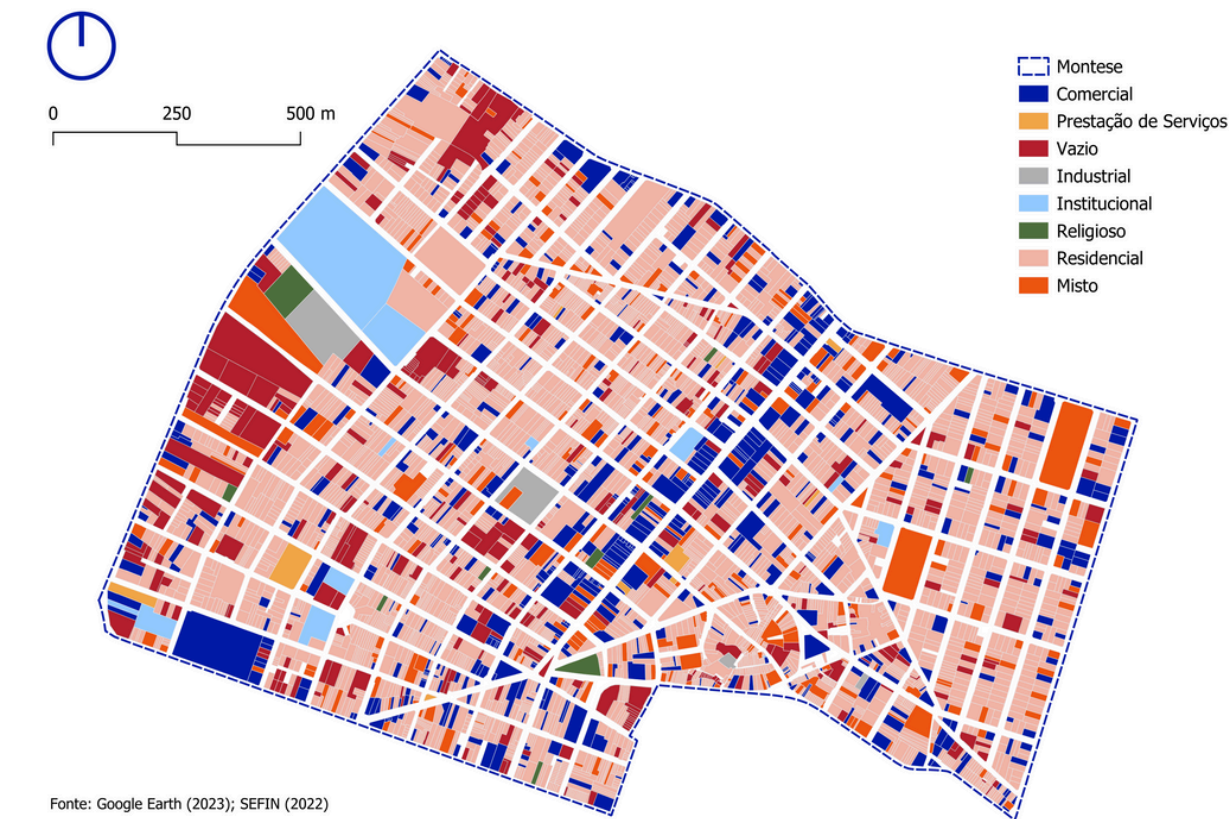 0 250 500 m
Montese
Comercial
Prestação de Serviços
Vazio
Industrial
Institucional
Religioso
Residencial
Misto
Fonte: Google Earth (2023); SEFIN (2022)